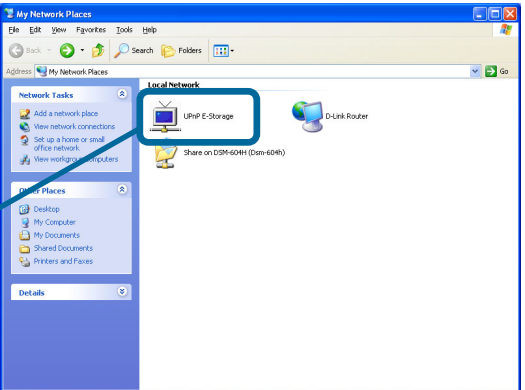 My Network Places
File Edit View Favorites Tools Help
Back Search Folders
Address My Network Places Go
Network Tasks
Add a network place
View network connections
Set up a home or small
office network
View workgroup computers
Other Places
Desktop
My Computer
My Documents
Shared Documents
Printers and Faxes
Details
Local Network
UPnP E-Storage
D-Link Router
Share on DSM-604H (Dsm-604h)